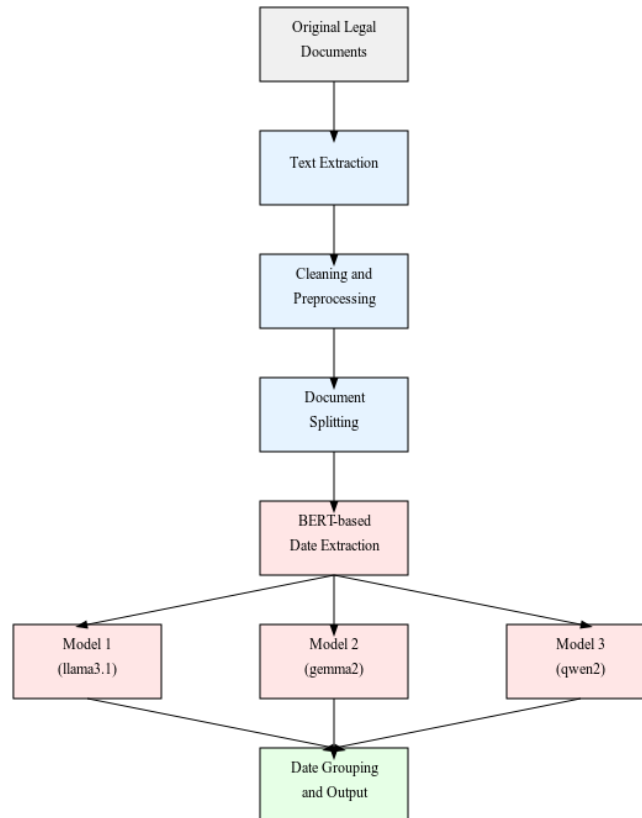 Original Legal
Documents
Text Extraction
Cleaning and
Preprocessing
Document
Splitting
BERT-based
Date Extraction
Model 1
(llama3.1)
Model 2
(gemma2)
Model 3
(qwen2)
Date Grouping
and Output